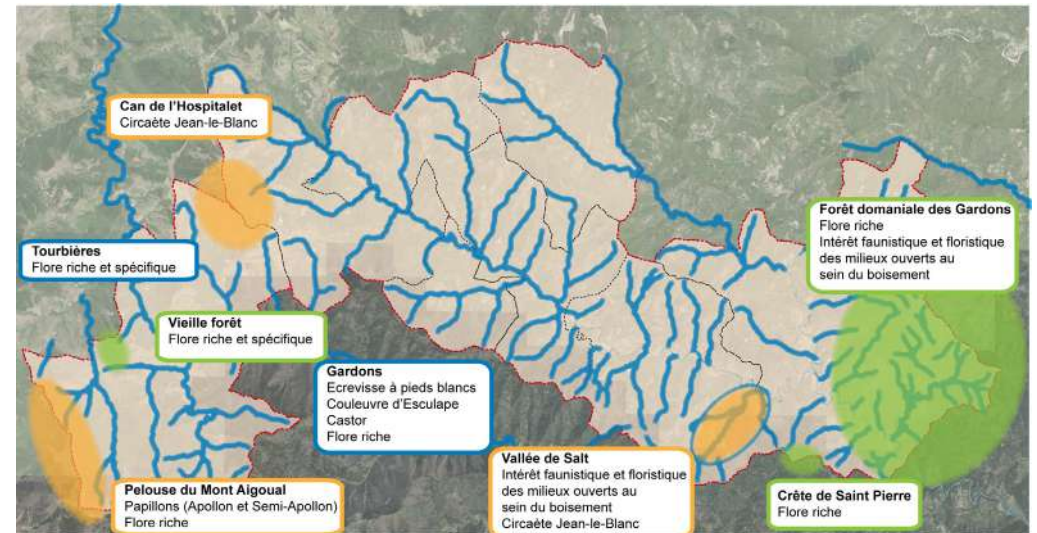 Can de l'Hospitalet
Circaète Jean-le-Blanc
Forêt domaniale des Gardons
Flore riche
Intérêt faunistique et floristique
des milieux ouverts au
sein du boisement
Tourbières
Flore riche et spécifique
Vieille forêt
Flore riche et spécifique
Gardons
Ecrevisse à pieds blancs
Couleuvre d'Esculape
Castor
Flore riche
Vallée de Salt
Intérêt faunistique et floristique
des milieux ouverts au
sein du boisement
Circaète Jean-le-Blanc
Pelouse du Mont Aigoual
Papillons (Apollon et Semi-Apollon)
Flore riche
Crête de Saint Pierre
Flore riche